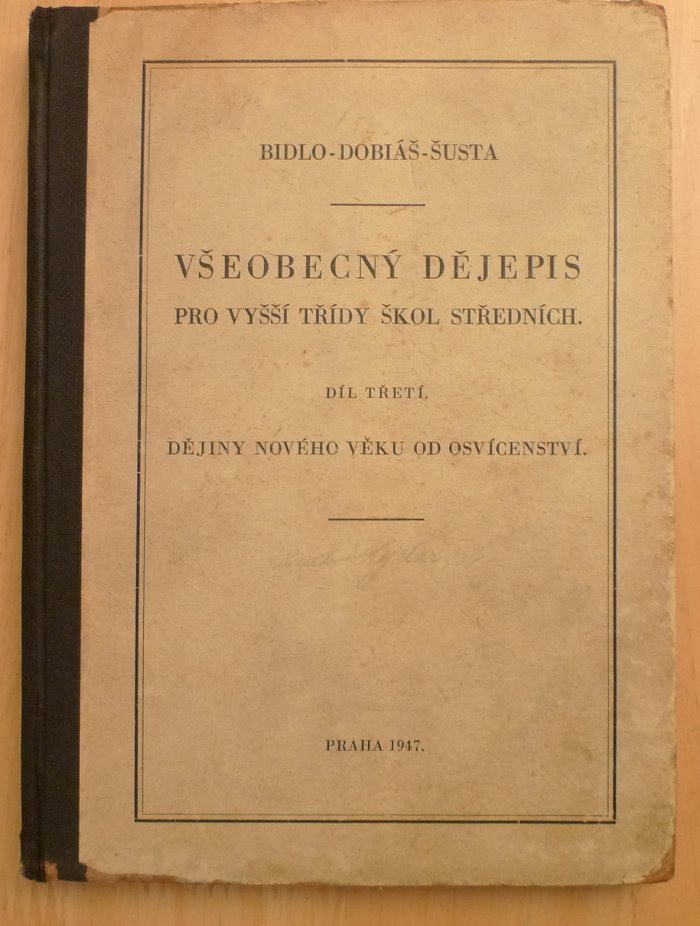 BIDLO-DOBIÁŠ-ŠUSTA
VŠEOBECNÝ DĚJEPIS
PRO VYŠŠÍ TŘÍDY ŠKOL STŘEDNÍCH.
DÍL TŘETÍ.
DĚJINY NOVÉHO VĚKU OD OSVÍCENSTVÍ.
PRAHA 1947.